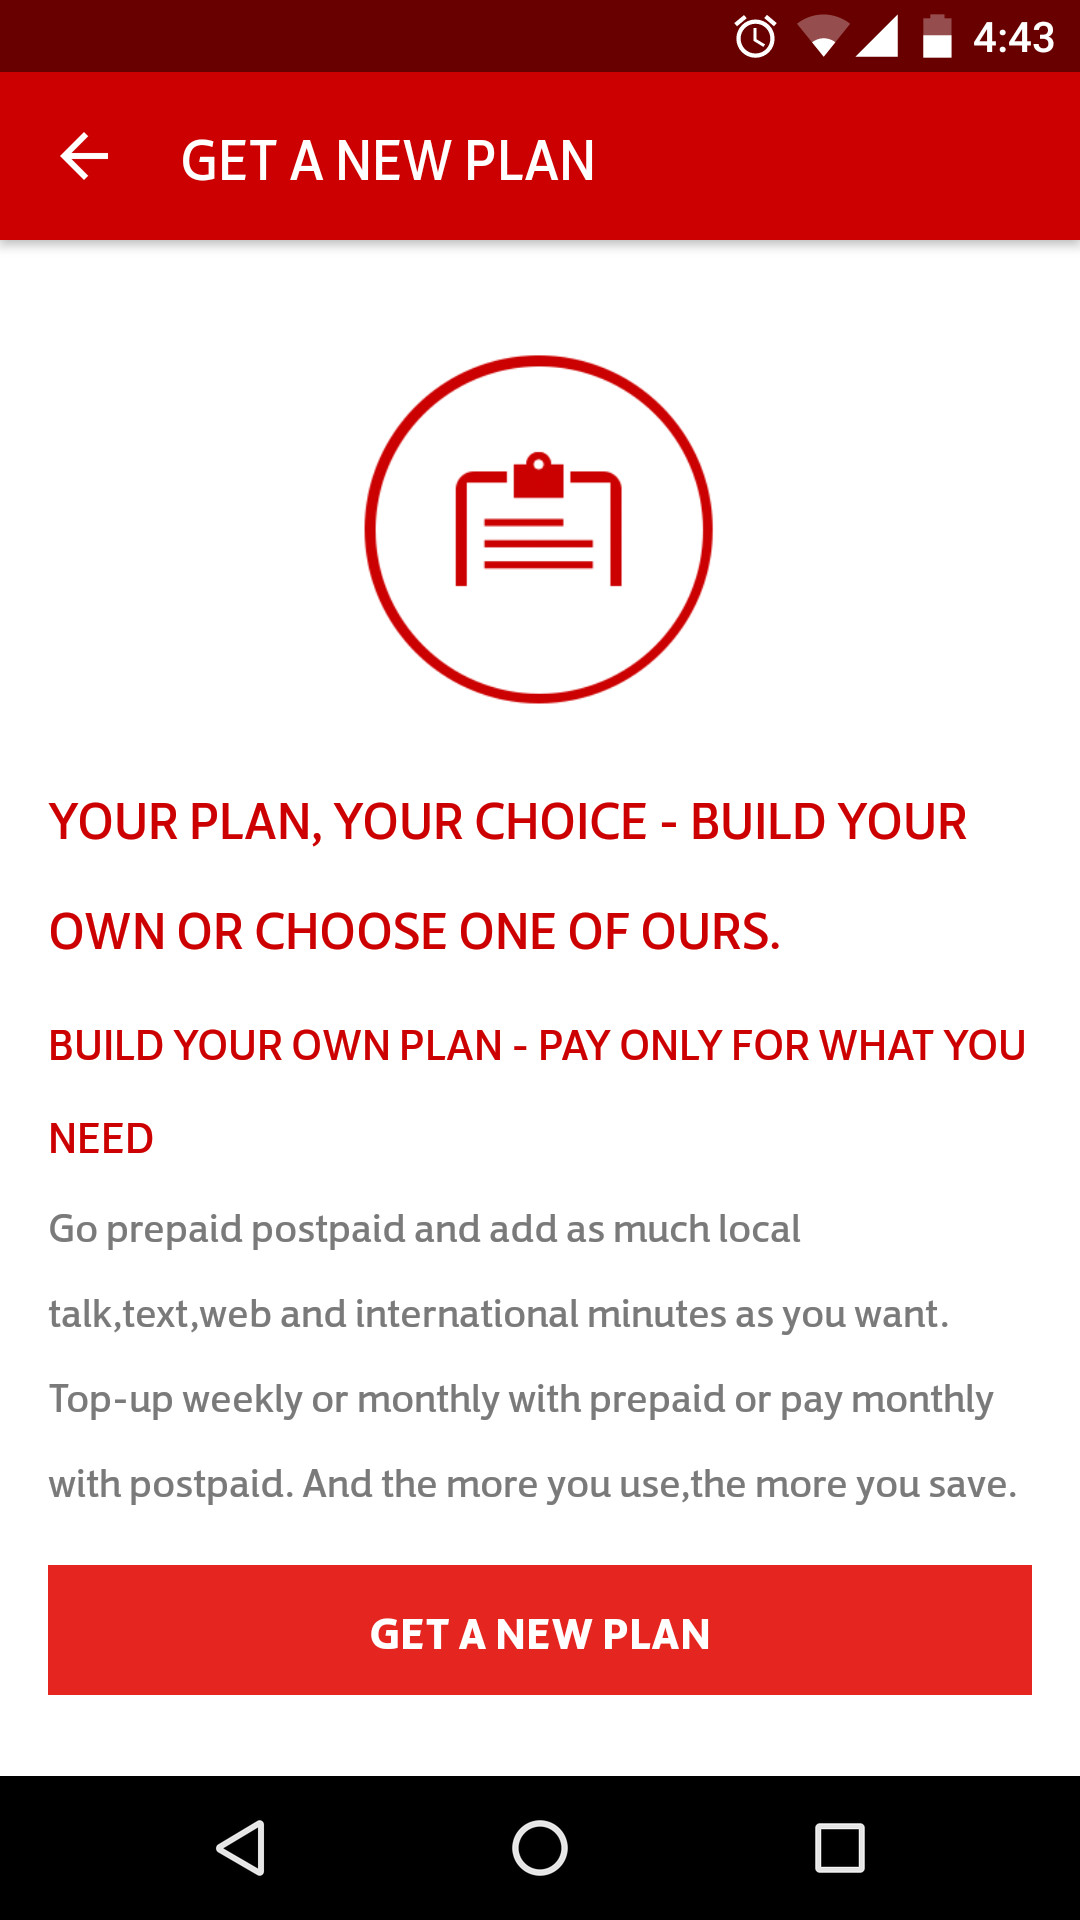 4:43
GET A NEW PLAN
YOUR PLAN, YOUR CHOICE - BUILD YOUR
OWN OR CHOOSE ONE OF OURS.
BUILD YOUR OWN PLAN - PAY ONLY FOR WHAT YOU
NEED
Go prepaid postpaid and add as much local
talk,text,web and international minutes as you want.
Top-up weekly or monthly with prepaid or pay monthly
with postpaid. And the more you use,the more you save.
GET A NEW PLAN